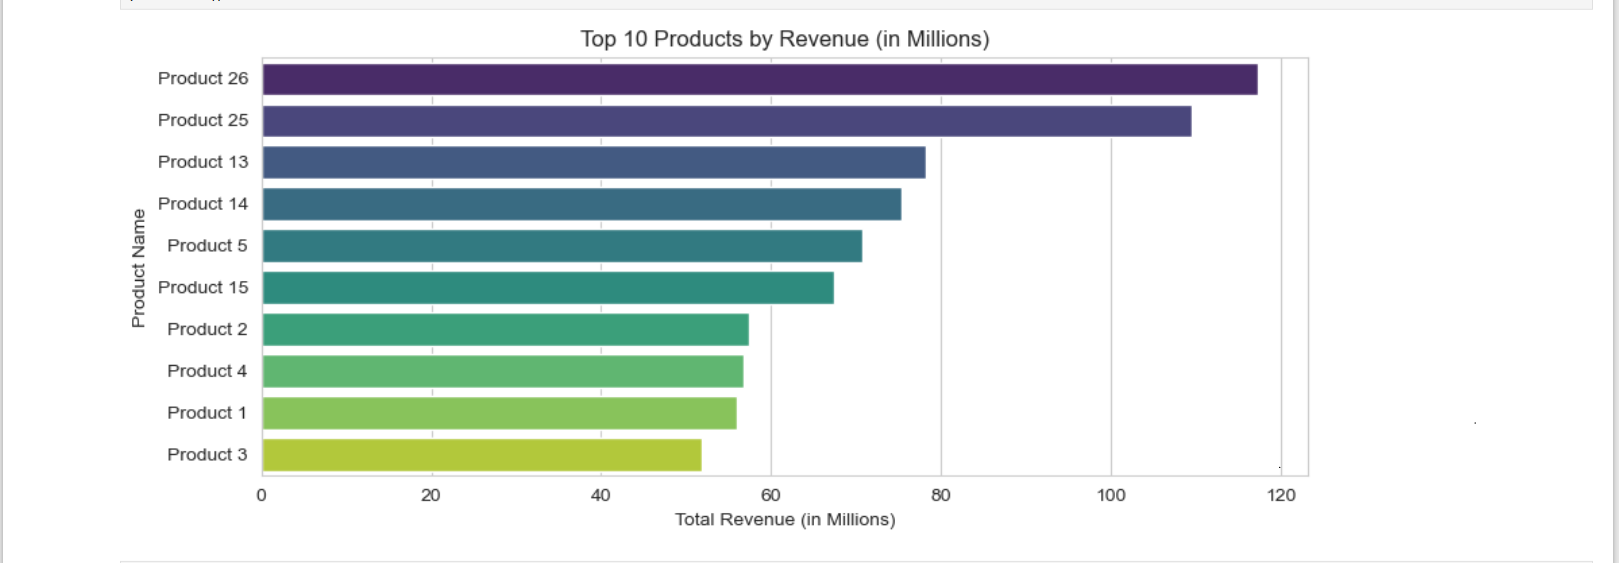 Top 10 Products by Revenue (in Millions)
Product Name
Product 26
Product 25
Product 13
Product 14
Product 5
Product 15
Product 2
Product 4
Product 1
Product 3
0 20 40 60 80 100 120
Total Revenue (in Millions)